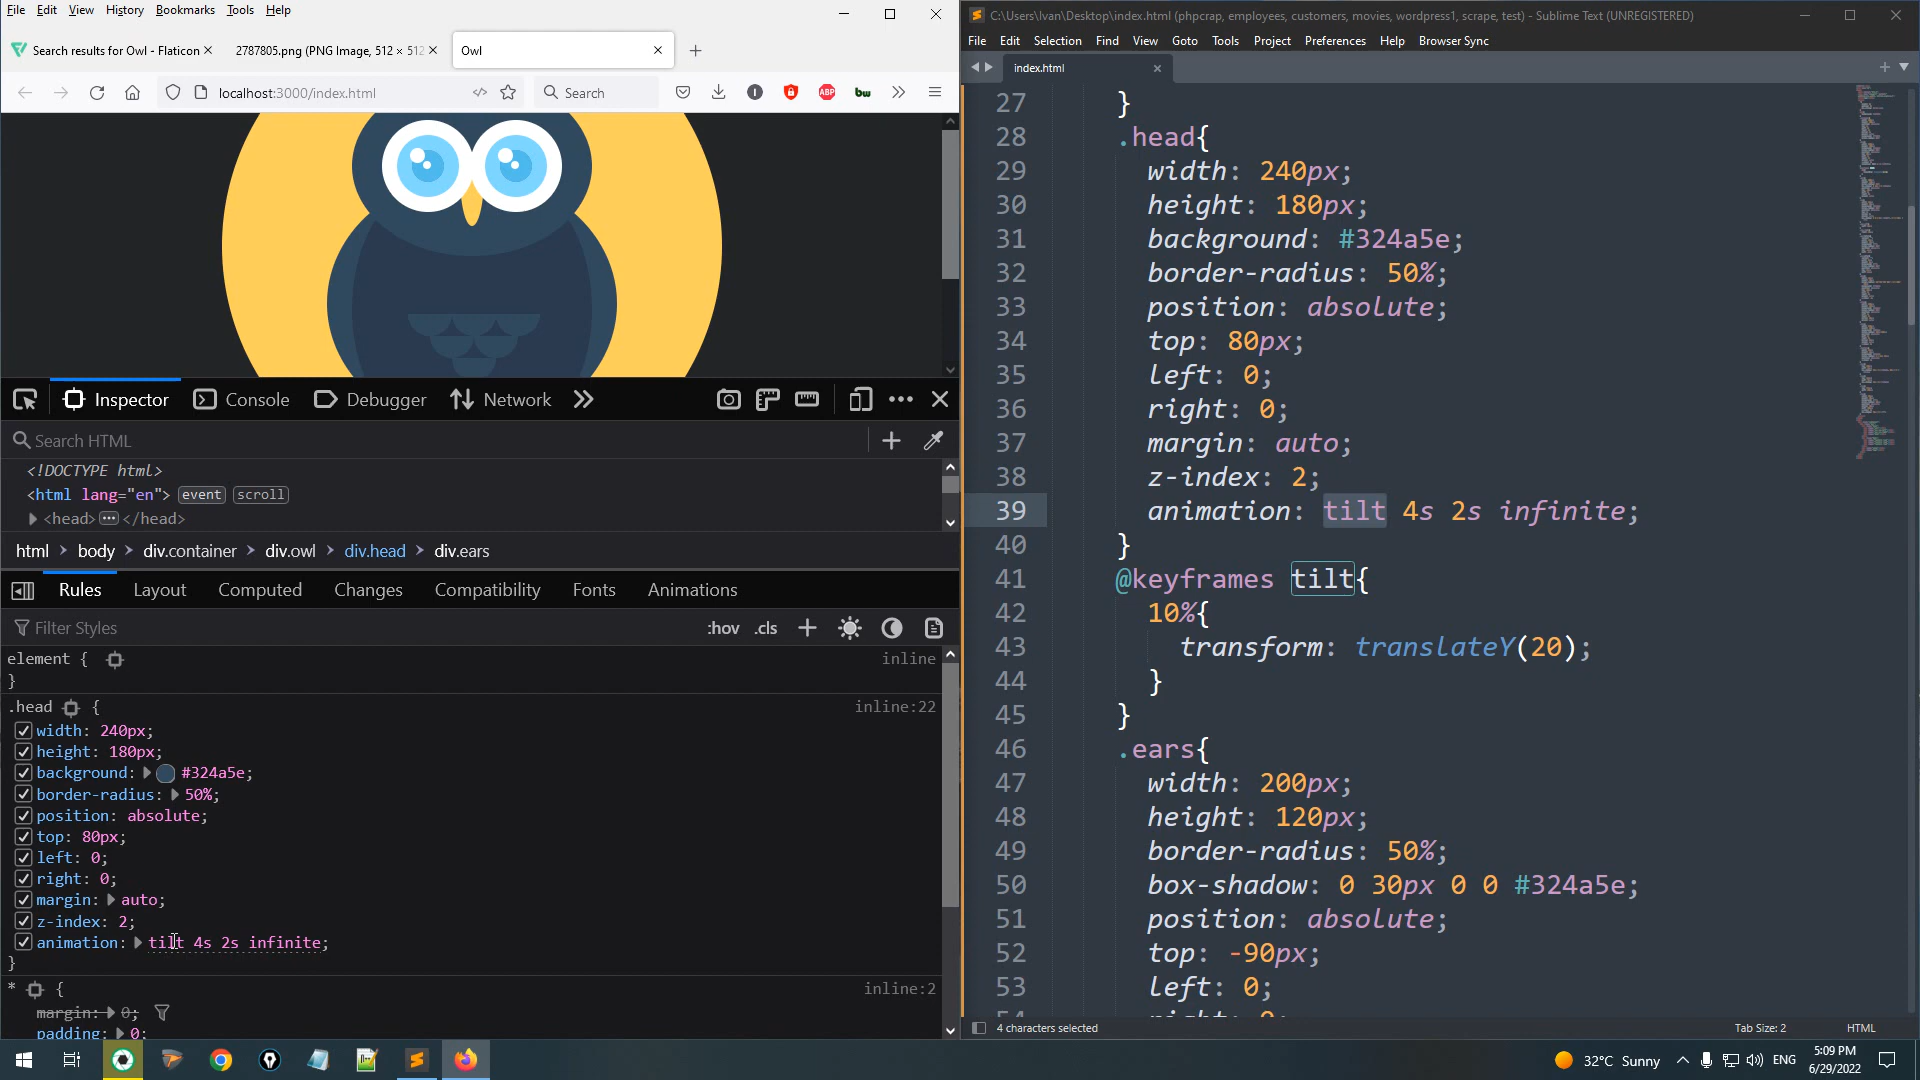 File Edit View History Bookmarks Tools Help
Search results for Owl - Flaticon
2787805.png (PNG Image, 512 × 512
Owl
localhost:3000/index.html
Search
ABP
bw
Inspector
Console
Debugger
Network
Search HTML
<!DOCTYPE html>
<html lang="en"> event scroll
<head> </head>
html body div.container div.owl div.head div.ears
Rules Layout Computed Changes Compatibility Fonts Animations
Filter Styles
:hov .cls
element { inline
}
.head { inline:22
width: 240px;
height: 180px;
background: #324a5e;
border-radius: 50%;
position: absolute;
top: 80px;
left: 0;
right: 0;
margin: auto;
z-index: 2;
animation: tilt 4s 2s infinite;
}
* { inline:2
margin: 0;
padding: 0;
C:\Users\Ivan\Desktop\index.html (phpcrap, employees, customers, movies, wordpress1, scrape, test) - Sublime Text (UNREGISTERED)
File Edit Selection Find View Goto Tools Project Preferences Help Browser Sync
index.html
27 }
28 .head{
29 width: 240px;
30 height: 180px;
31 background: #324a5e;
32 border-radius: 50%;
33 position: absolute;
34 top: 80px;
35 left: 0;
36 right: 0;
37 margin: auto;
38 z-index: 2;
39 animation: tilt 4s 2s infinite;
40 }
41 @keyframes tilt{
42 10%{
43 transform: translateY(20);
44 }
45 }
46 .ears{
47 width: 200px;
48 height: 120px;
49 border-radius: 50%;
50 box-shadow: 0 30px 0 0 #324a5e;
51 position: absolute;
52 top: -90px;
53 left: 0;
54 right: 0;
4 characters selected
Tab Size: 2
HTML
32°C Sunny
ENG
5:09 PM
6/29/2022